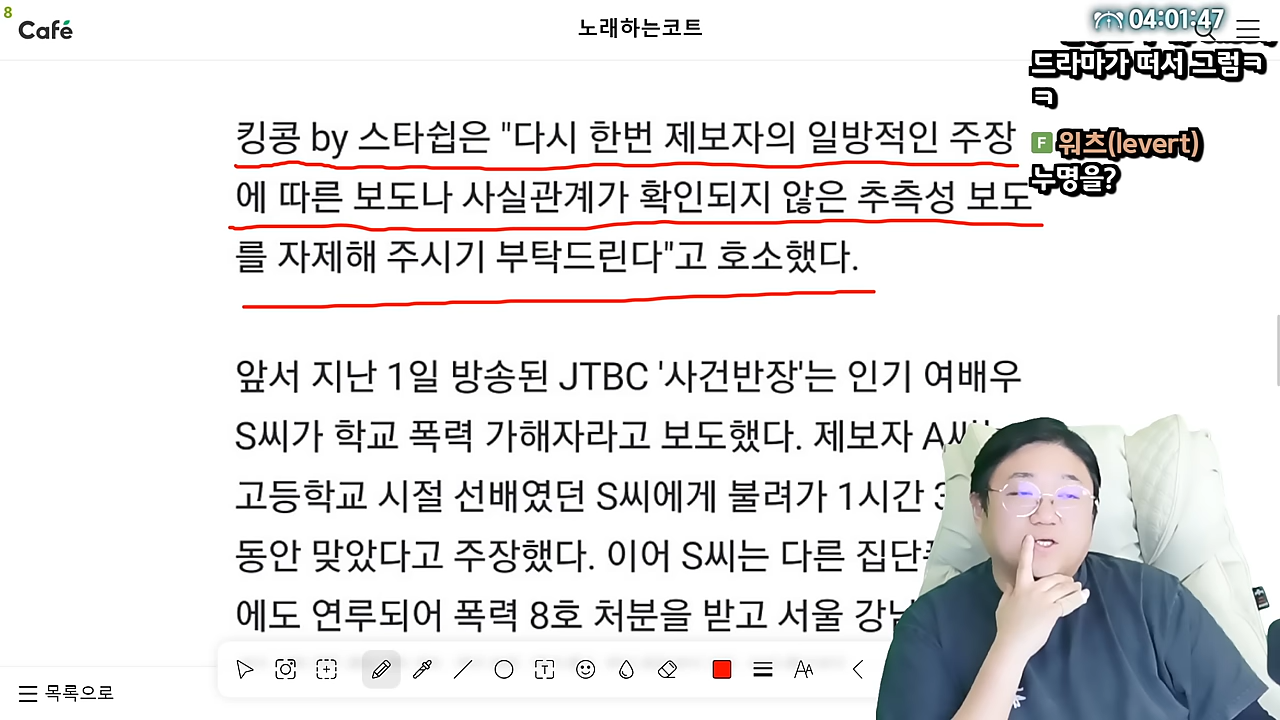 8
Café
노래하는코트
04:01:47
드라마가 떠서 그럼ㅋ
ㅋ
F 워츠(levert)
누명을?
킹콩 by 스타쉽은 "다시 한번 제보자의 일방적인 주장
에 따른 보도나 사실관계가 확인되지 않은 추측성 보도
를 자제해 주시기 부탁드린다"고 호소했다.
앞서 지난 1일 방송된 JTBC '사건반장'는 인기 여배우
S씨가 학교 폭력 가해자라고 보도했다. 제보자 A씨는
고등학교 시절 선배였던 S씨에게 불려가 1시간
동안 맞았다고 주장했다. 이어 S씨는 다른
에도 연루되어 폭력 8호 처분을 받고 서울
목록으로